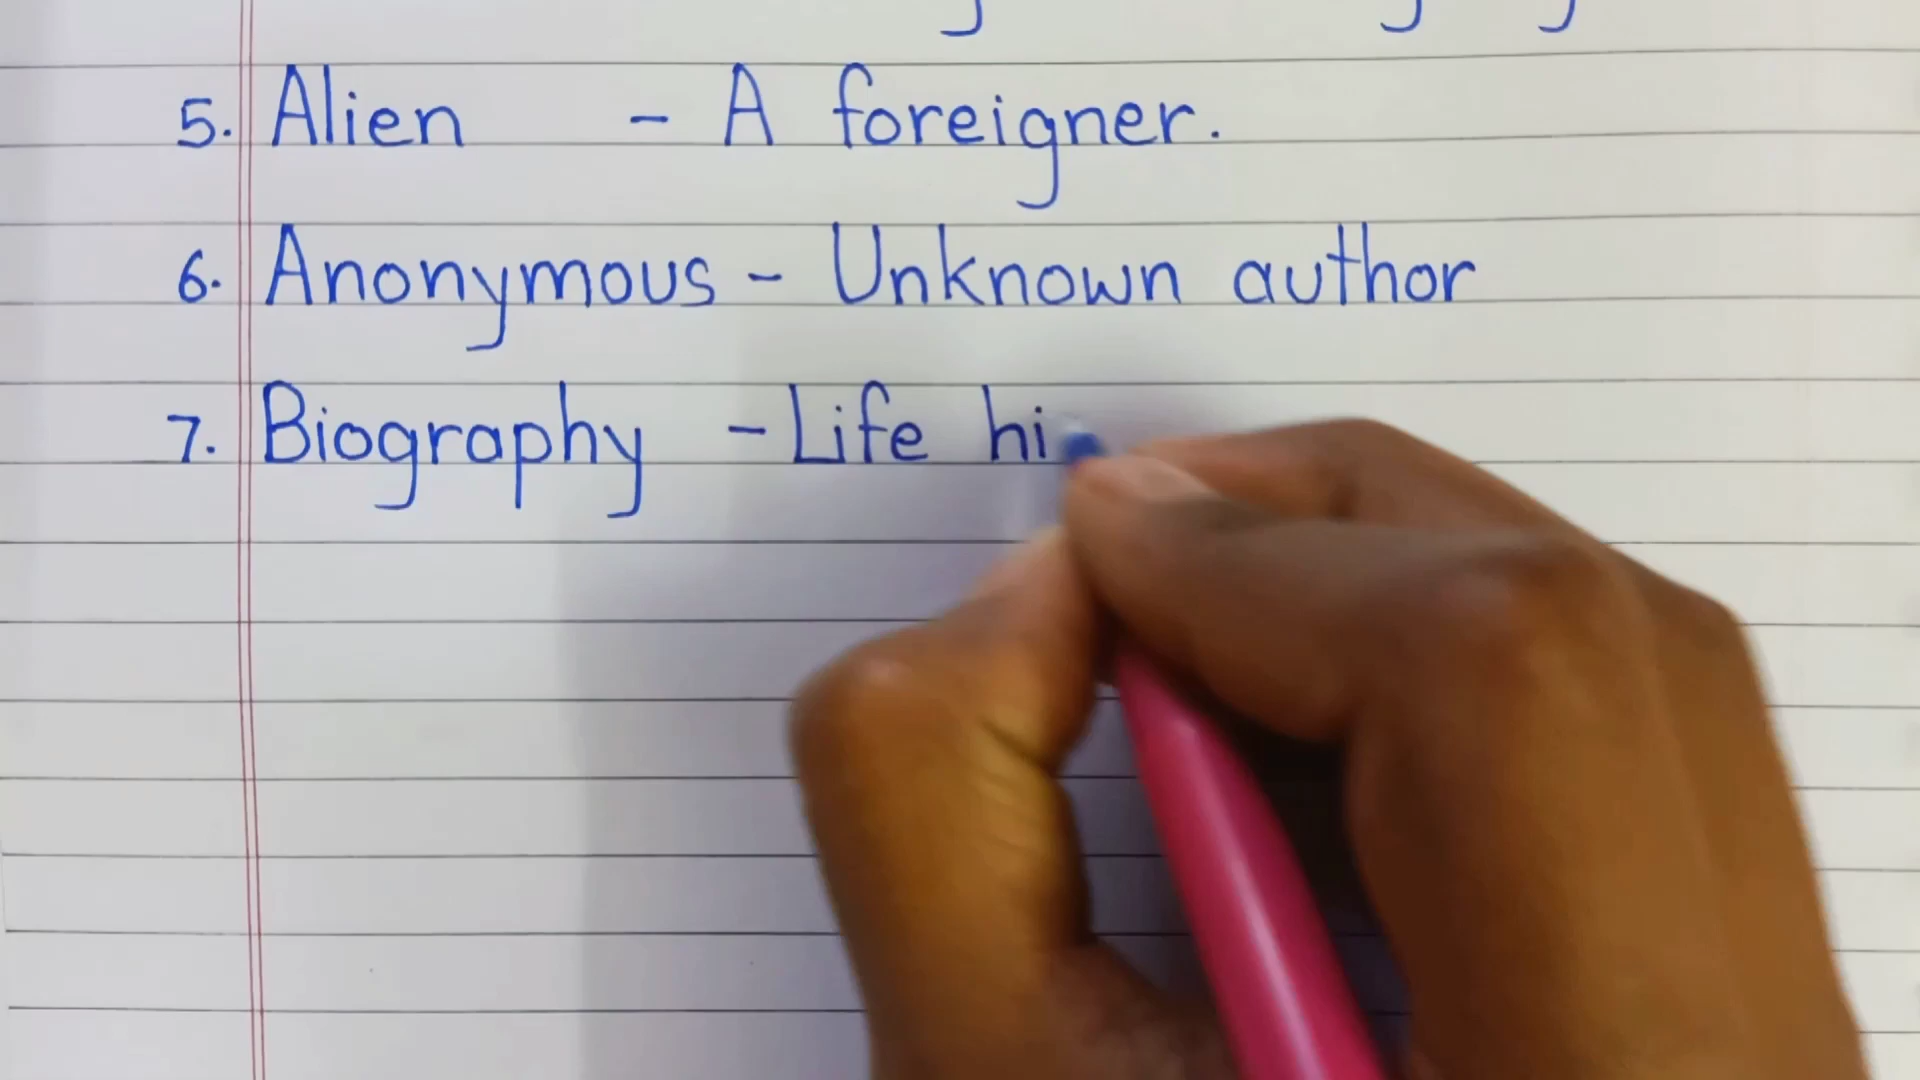 5. Alien - A foreigner.
6. Anonymous - Unknown author
7. Biography - Life hi